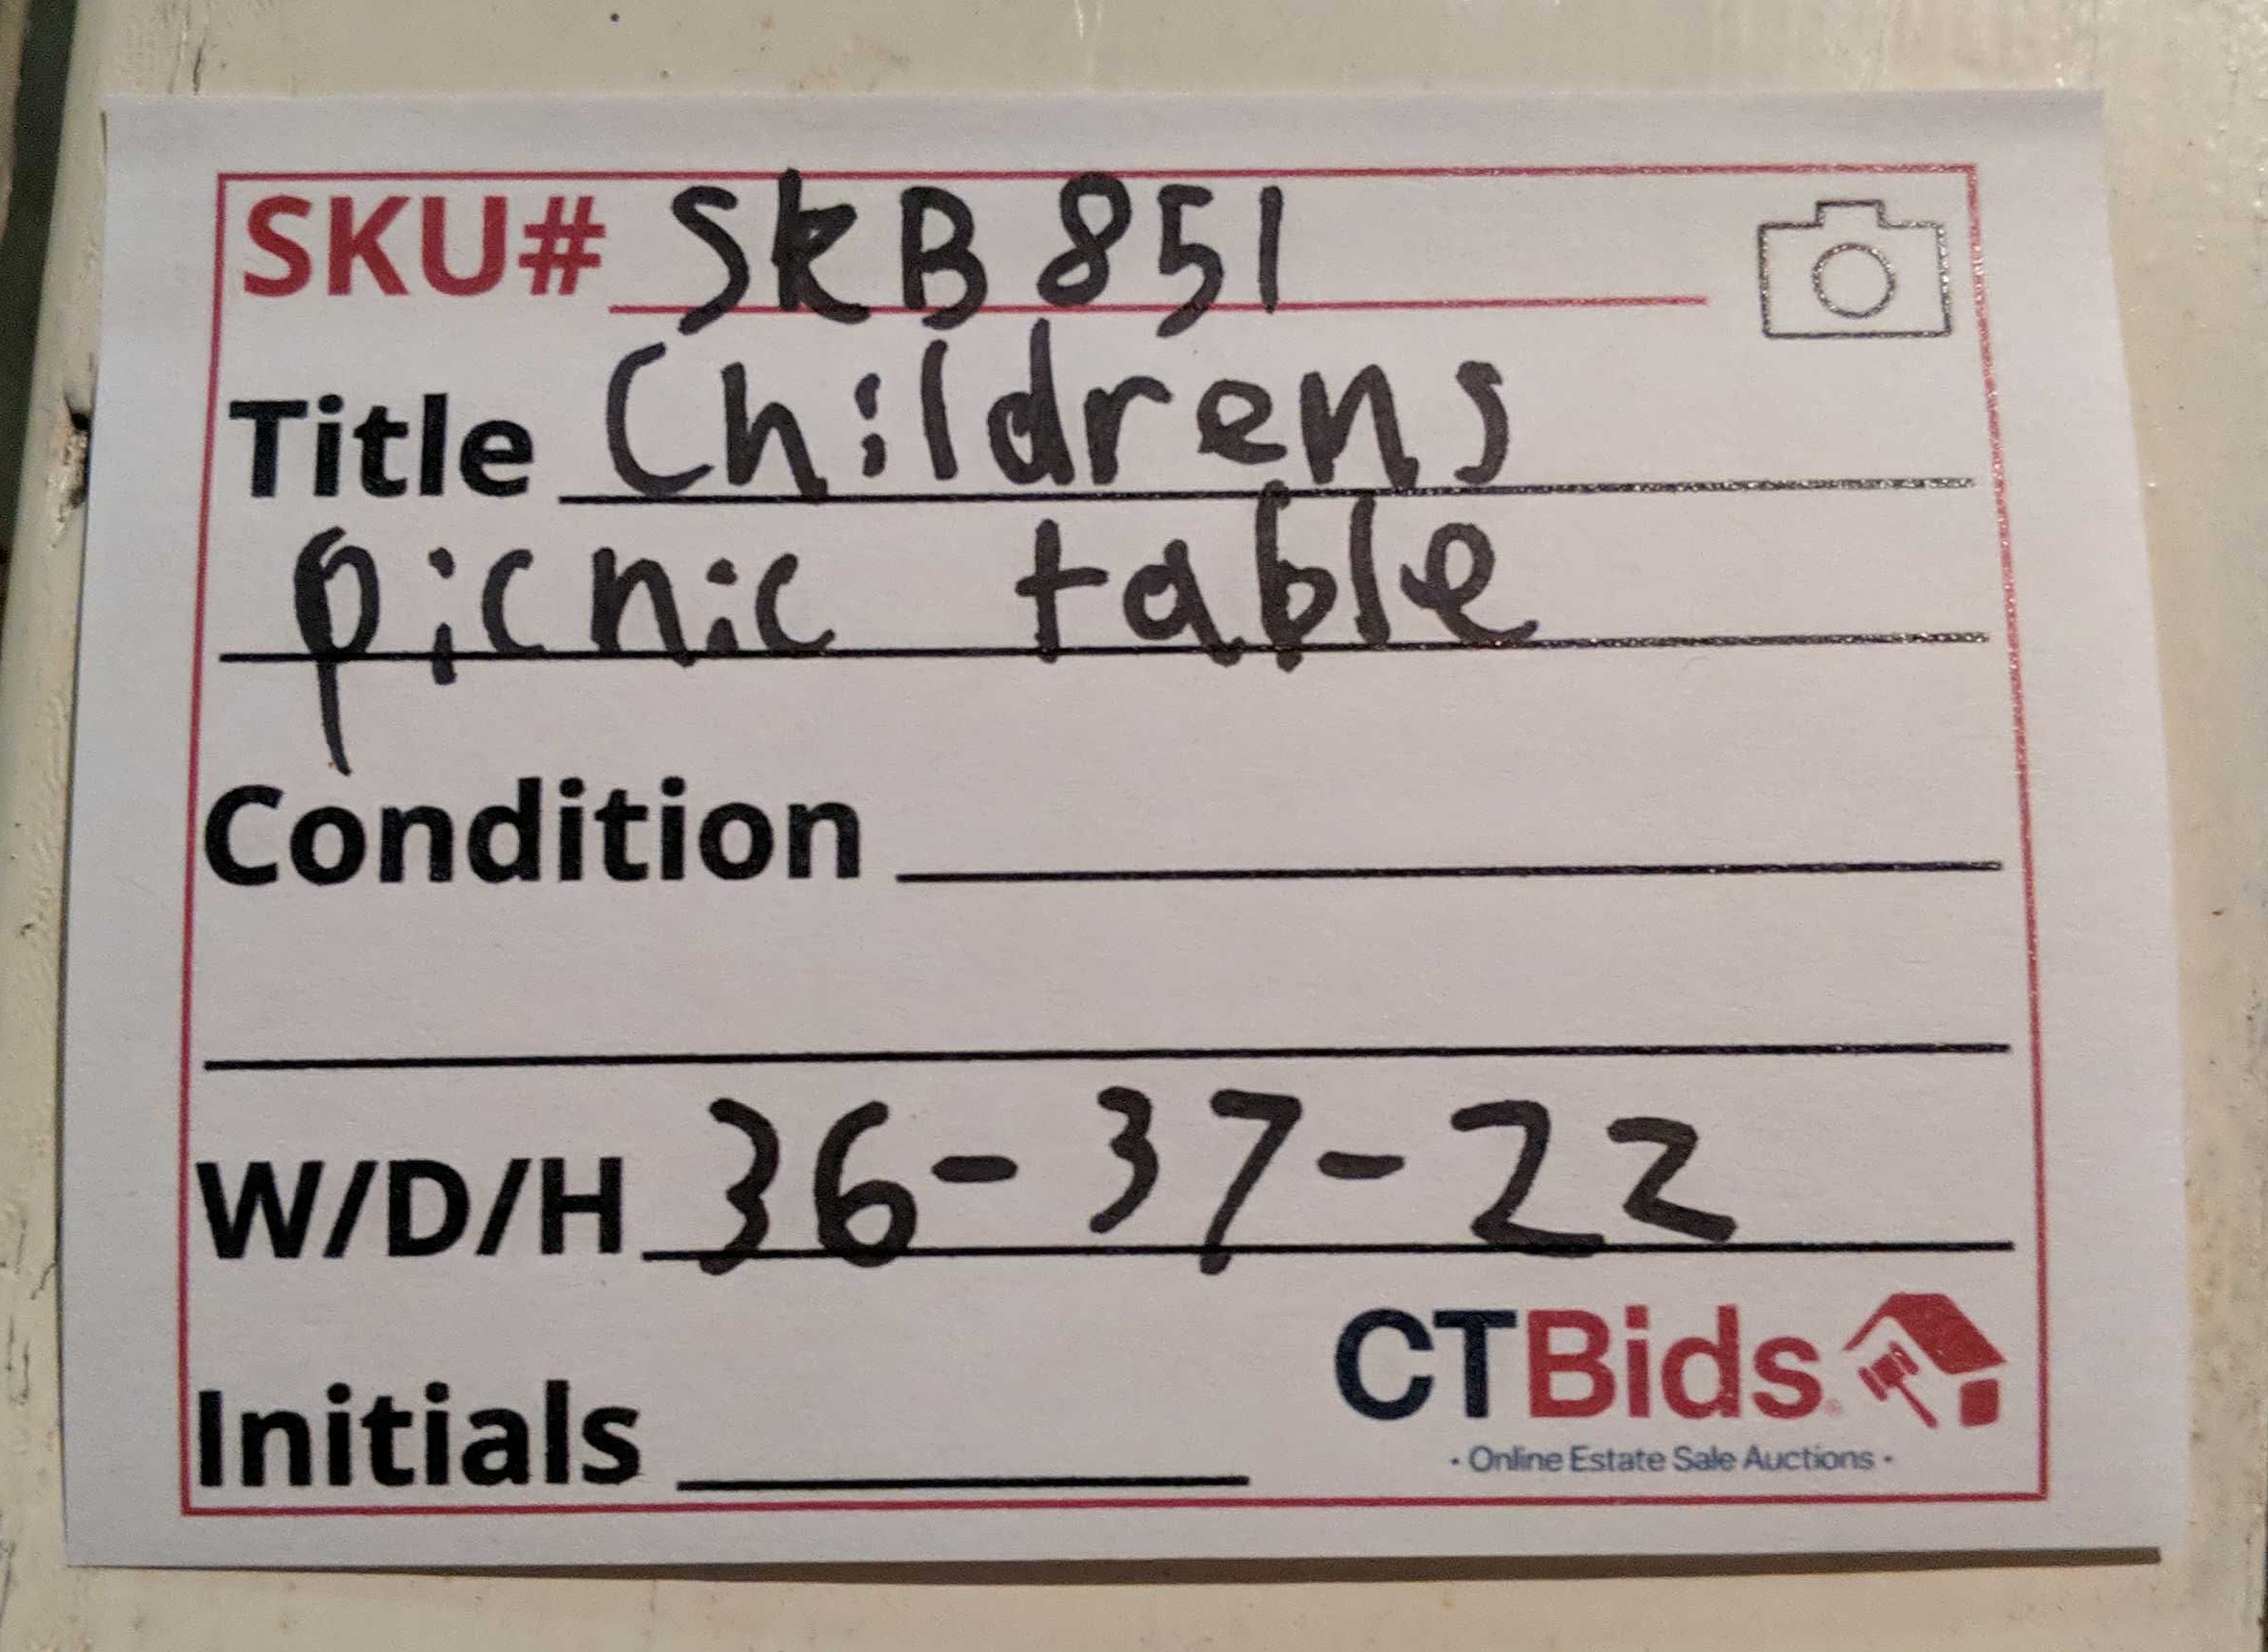 SKU# SKB851
Title Childrens
picnic table
Condition
W/D/H 36-37-22
Initials
CTBids
· Online Estate Sale Auctions ·